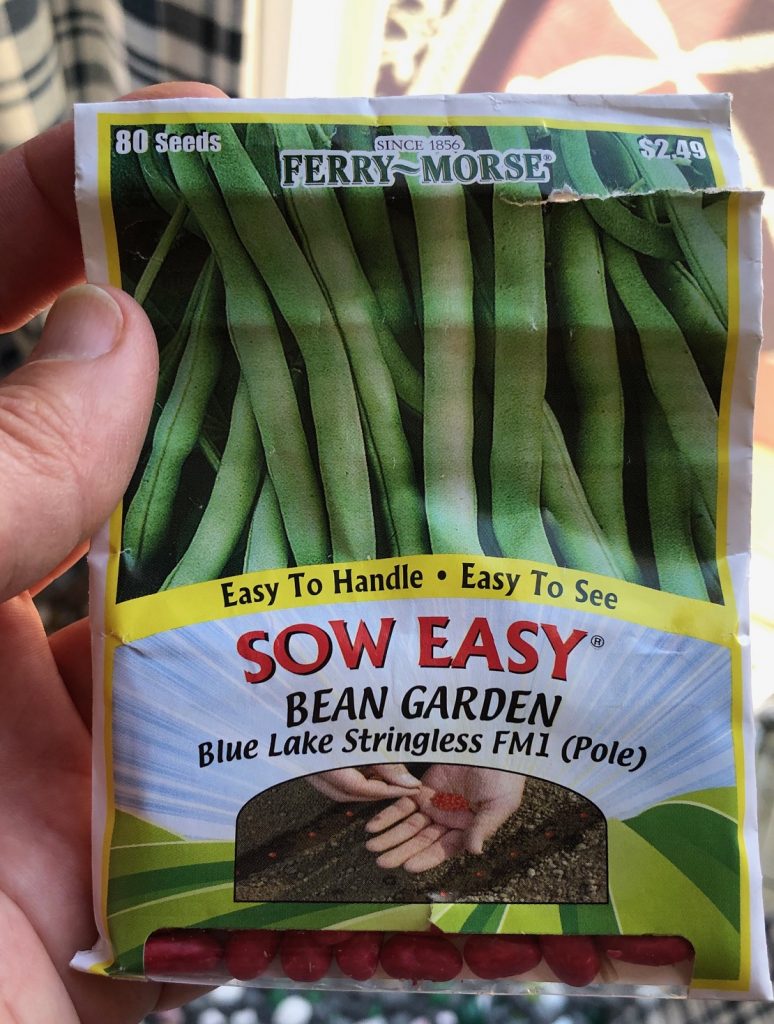 80 Seeds
SINCE 1856
FERRY~MORSE®
$2.49
Easy To Handle • Easy To See
SOW EASY®
BEAN GARDEN
Blue Lake Stringless FM1 (Pole)